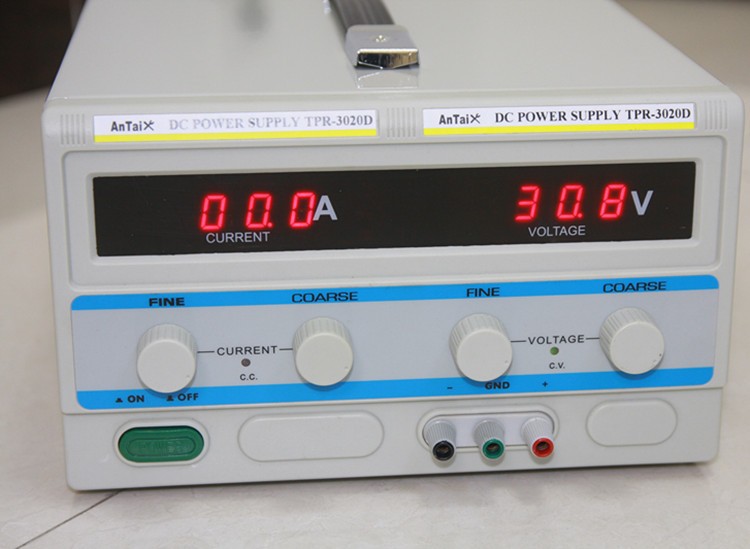 AnTai DC POWER SUPPLY TPR-3020D
AnTai DC POWER SUPPLY TPR-3020D
00.0A
CURRENT
30.8V
VOLTAGE
FINE COARSE FINE COARSE
CURRENT
C.C.
VOLTAGE
C.V.
ON OFF
- GND +